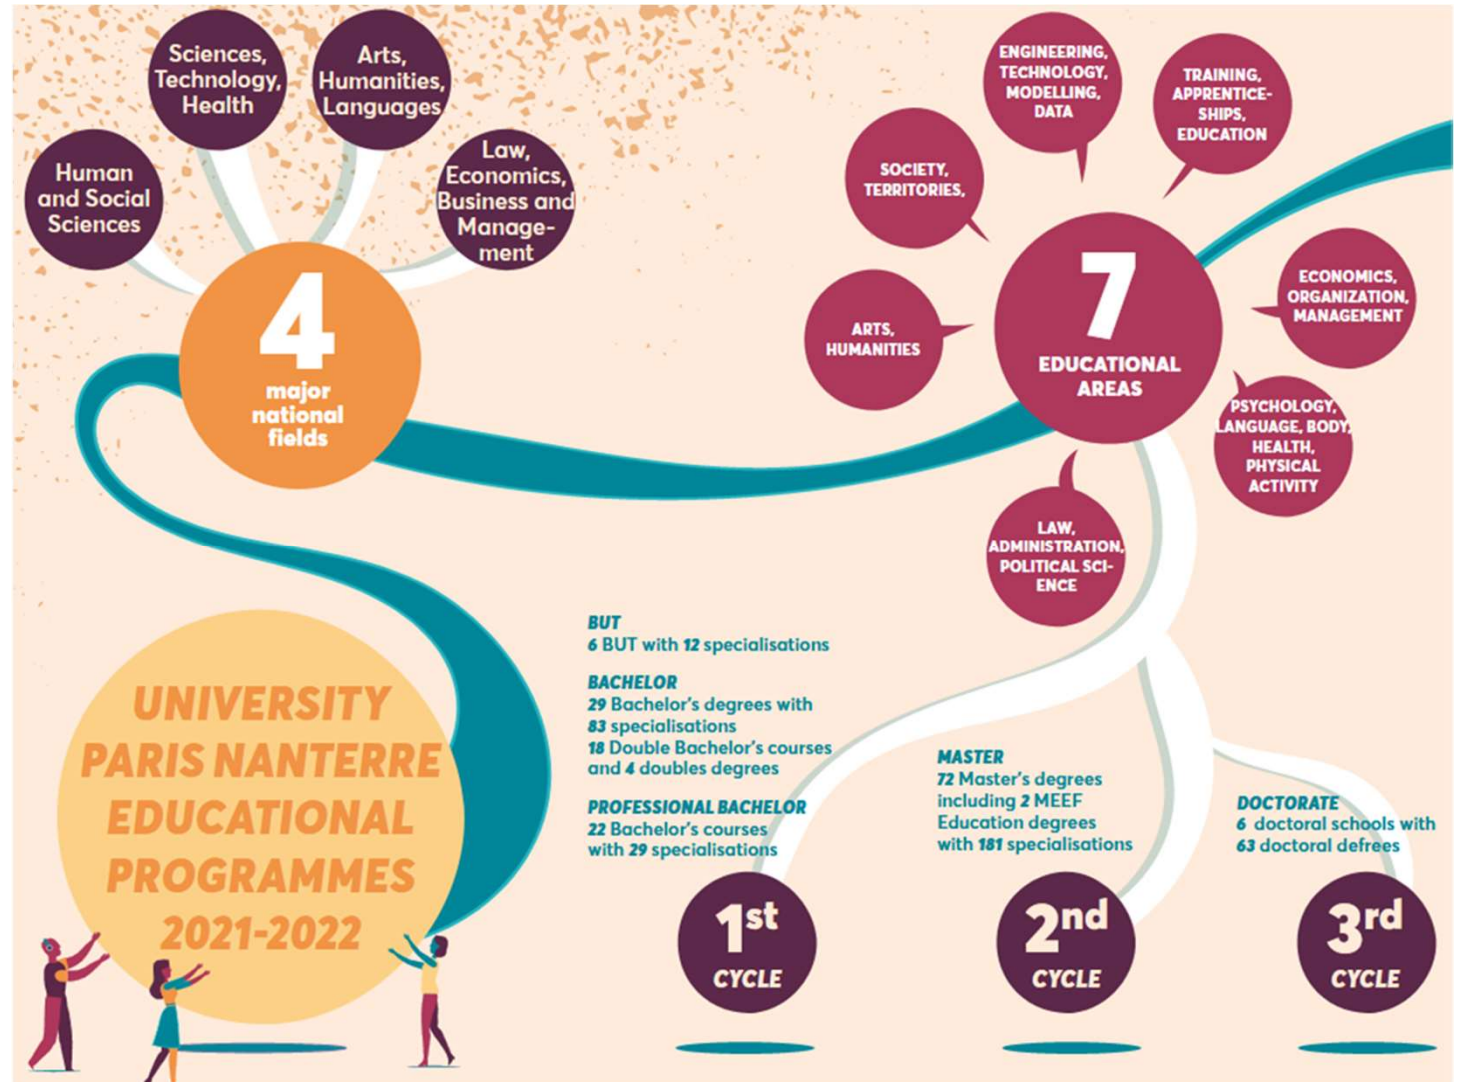 Human
and Social
Sciences
Sciences,
Technology,
Health
Arts,
Humanities,
Languages
Law,
Economics,
Business and
Manage-
ment
4
major
national
fields
ENGINEERING,
TECHNOLOGY,
MODELLING,
DATA
TRAINING,
APPRENTICE-
SHIPS,
EDUCATION
SOCIETY,
TERRITORIES,
ARTS,
HUMANITIES
7
EDUCATIONAL
AREAS
ECONOMICS,
ORGANIZATION,
MANAGEMENT
PSYCHOLOGY,
LANGUAGE, BODY,
HEALTH,
PHYSICAL
ACTIVITY
LAW,
ADMINISTRATION,
POLITICAL SCI-
ENCE
UNIVERSITY
PARIS NANTERRE
EDUCATIONAL
PROGRAMMES
2021-2022
BUT
6 BUT with 12 specialisations
BACHELOR
29 Bachelor's degrees with
83 specialisations
18 Double Bachelor's courses
and 4 doubles degrees
PROFESSIONAL BACHELOR
22 Bachelor's courses
with 29 specialisations
1st
CYCLE
MASTER
72 Master's degrees
including 2 MEEF
Education degrees
with 181 specialisations
2nd
CYCLE
DOCTORATE
6 doctoral schools with
63 doctoral defrees
3rd
CYCLE